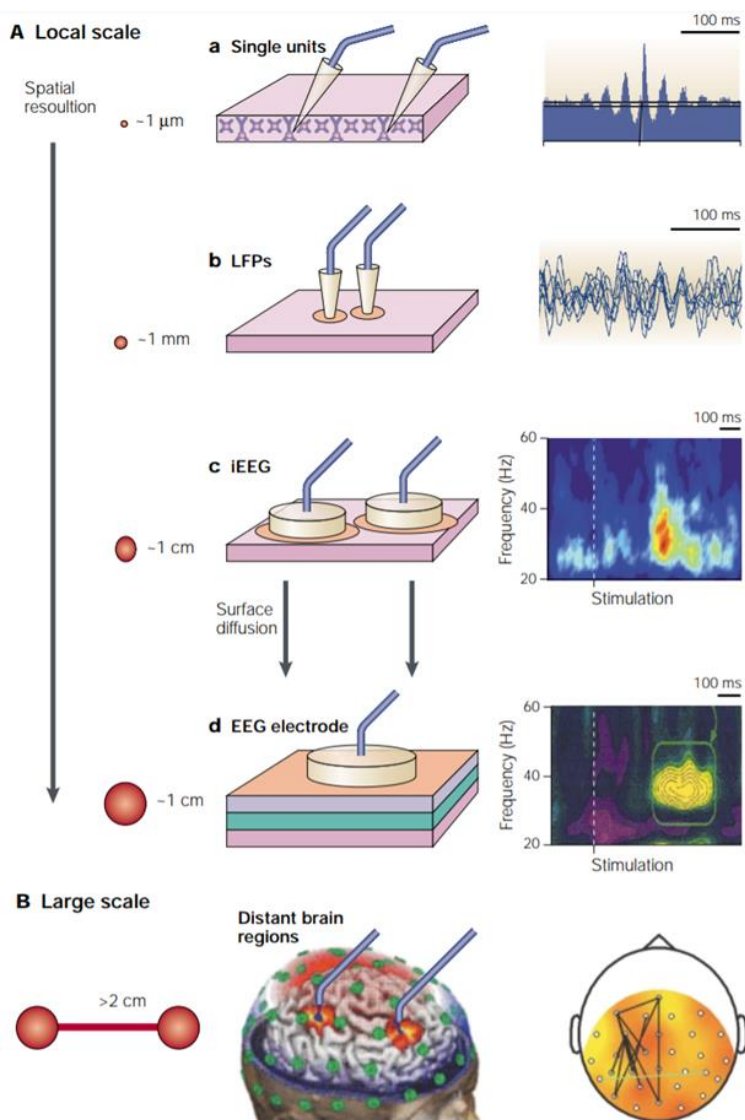 A Local scale
Spatial
resoultion
~1 µm
a Single units
100 ms
b LFPs
100 ms
~1 mm
c iEEG
100 ms
~1 cm
60
40
20
Frequency (Hz)
Stimulation
Surface
diffusion
d EEG electrode
100 ms
~1 cm
60
40
20
Frequency (Hz)
Stimulation
B Large scale
Distant brain
regions
>2 cm